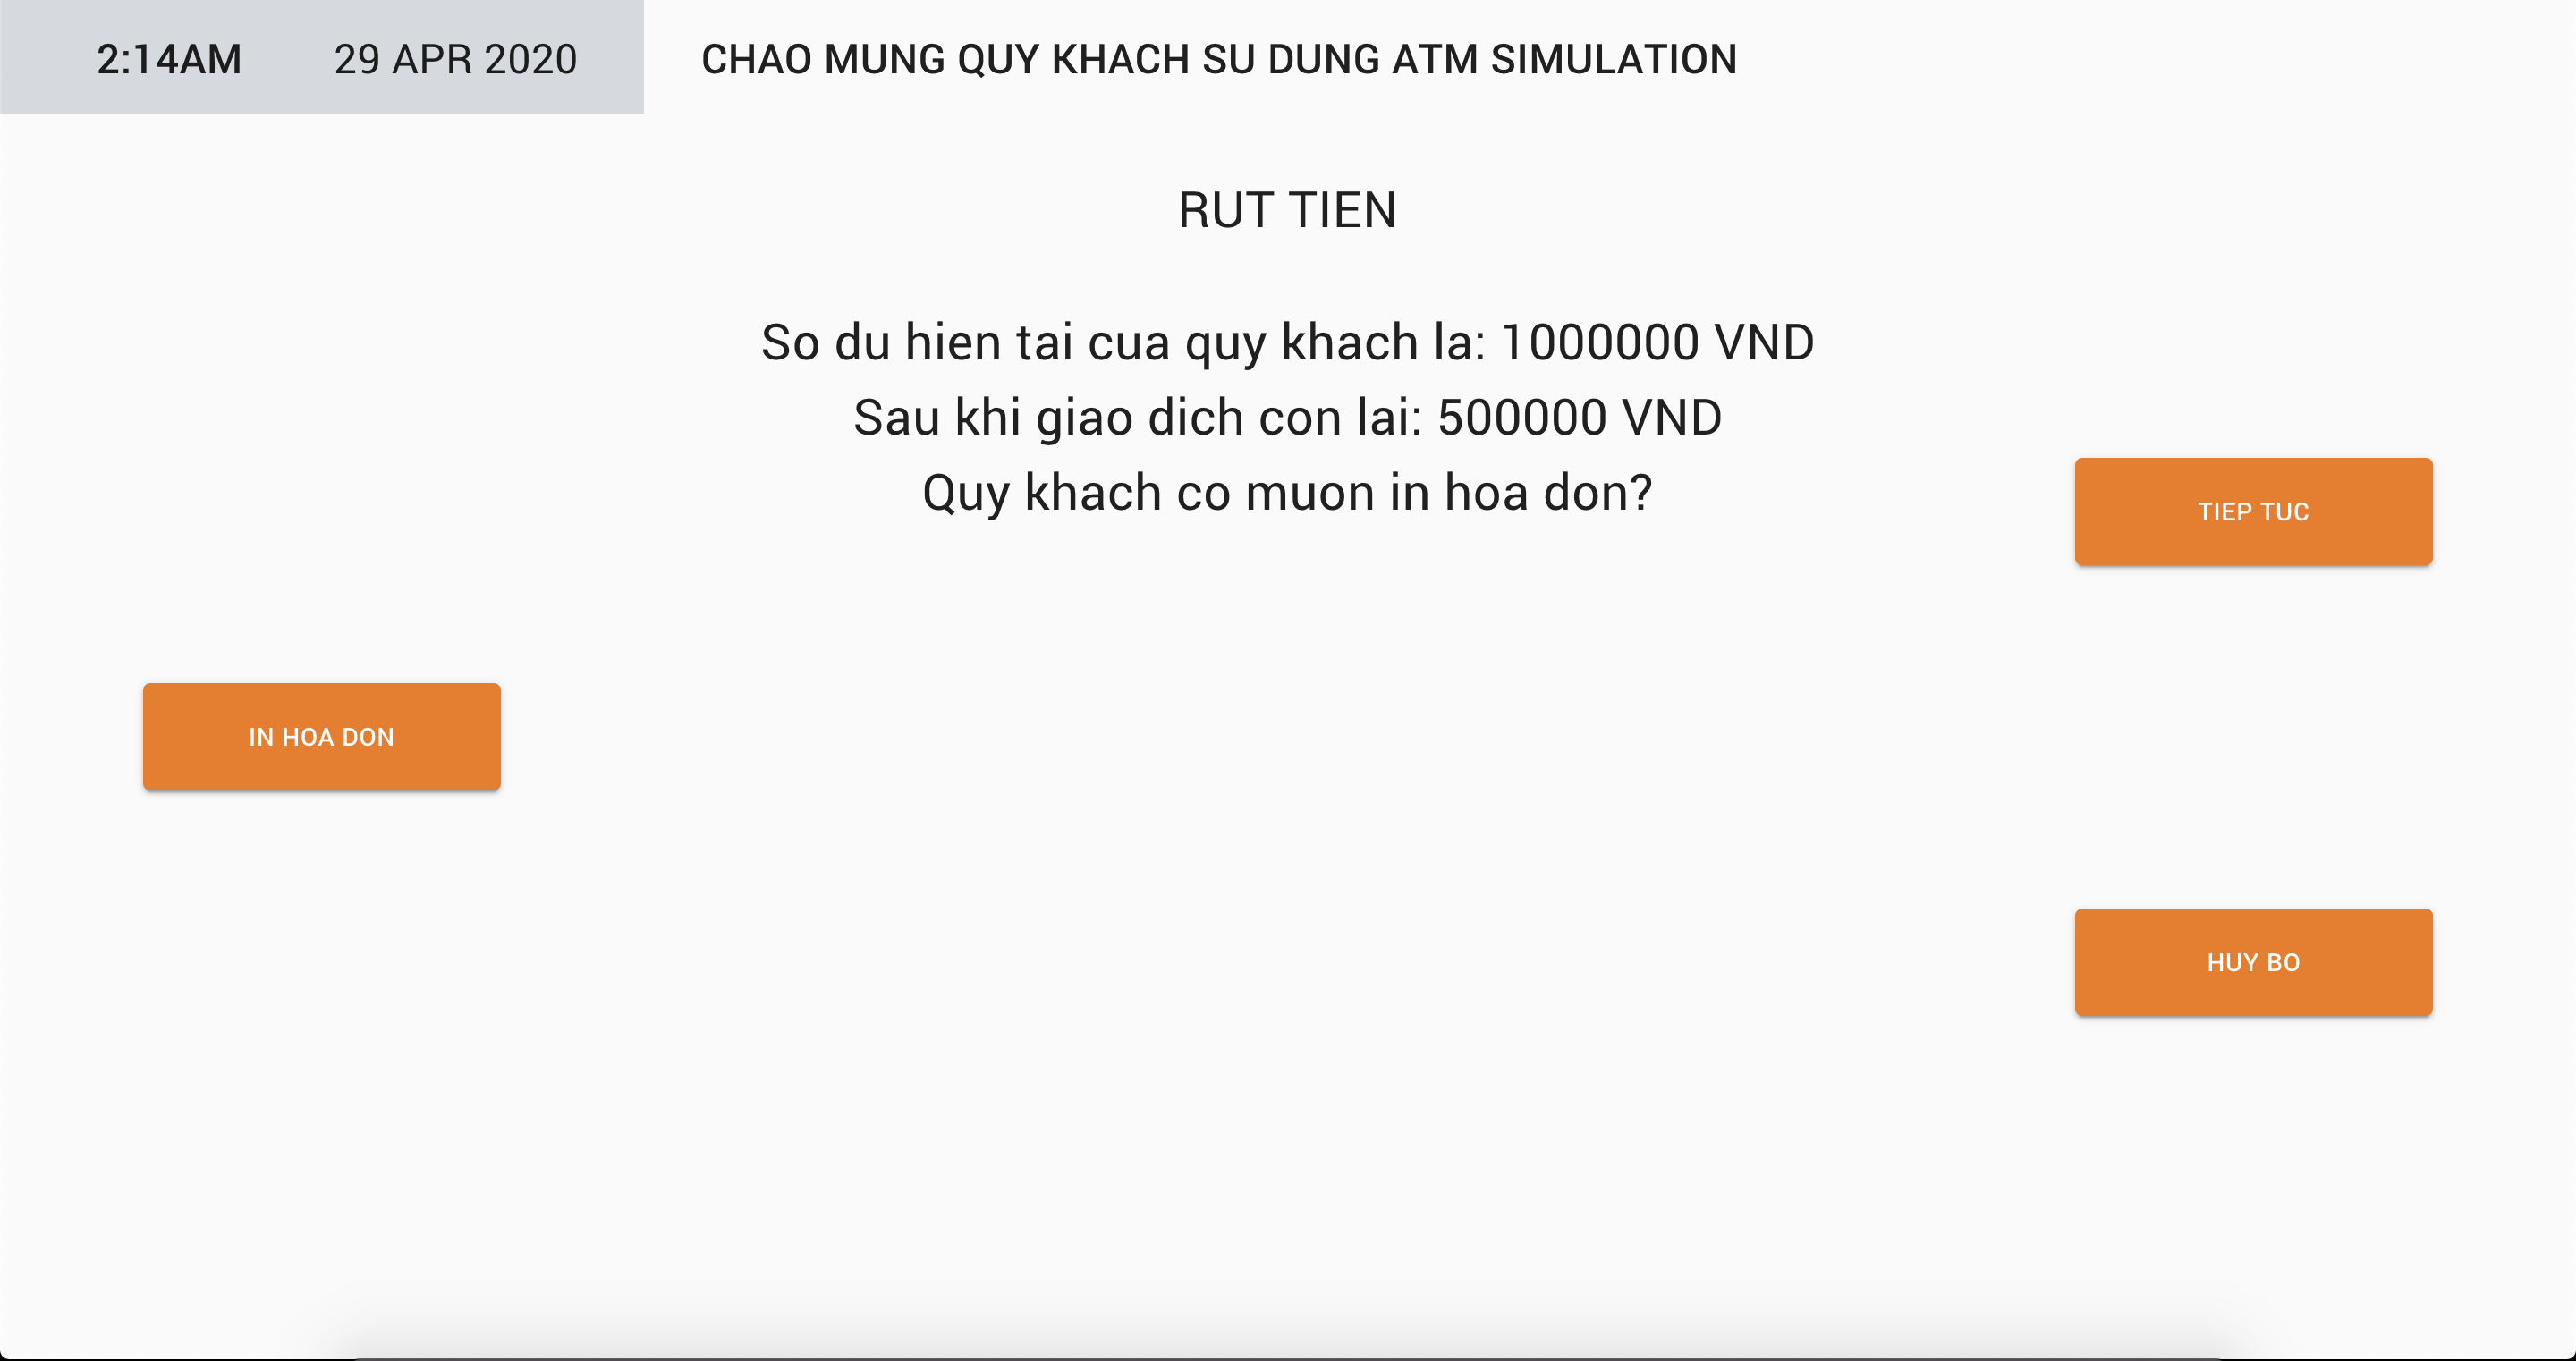 2:14AM 29 APR 2020 CHAO MUNG QUY KHACH SU DUNG ATM SIMULATION
RUT TIEN
So du hien tai cua quy khach la: 1000000 VND
Sau khi giao dich con lai: 500000 VND
Quy khach co muon in hoa don?
TIEP TUC
IN HOA DON
HUY BO